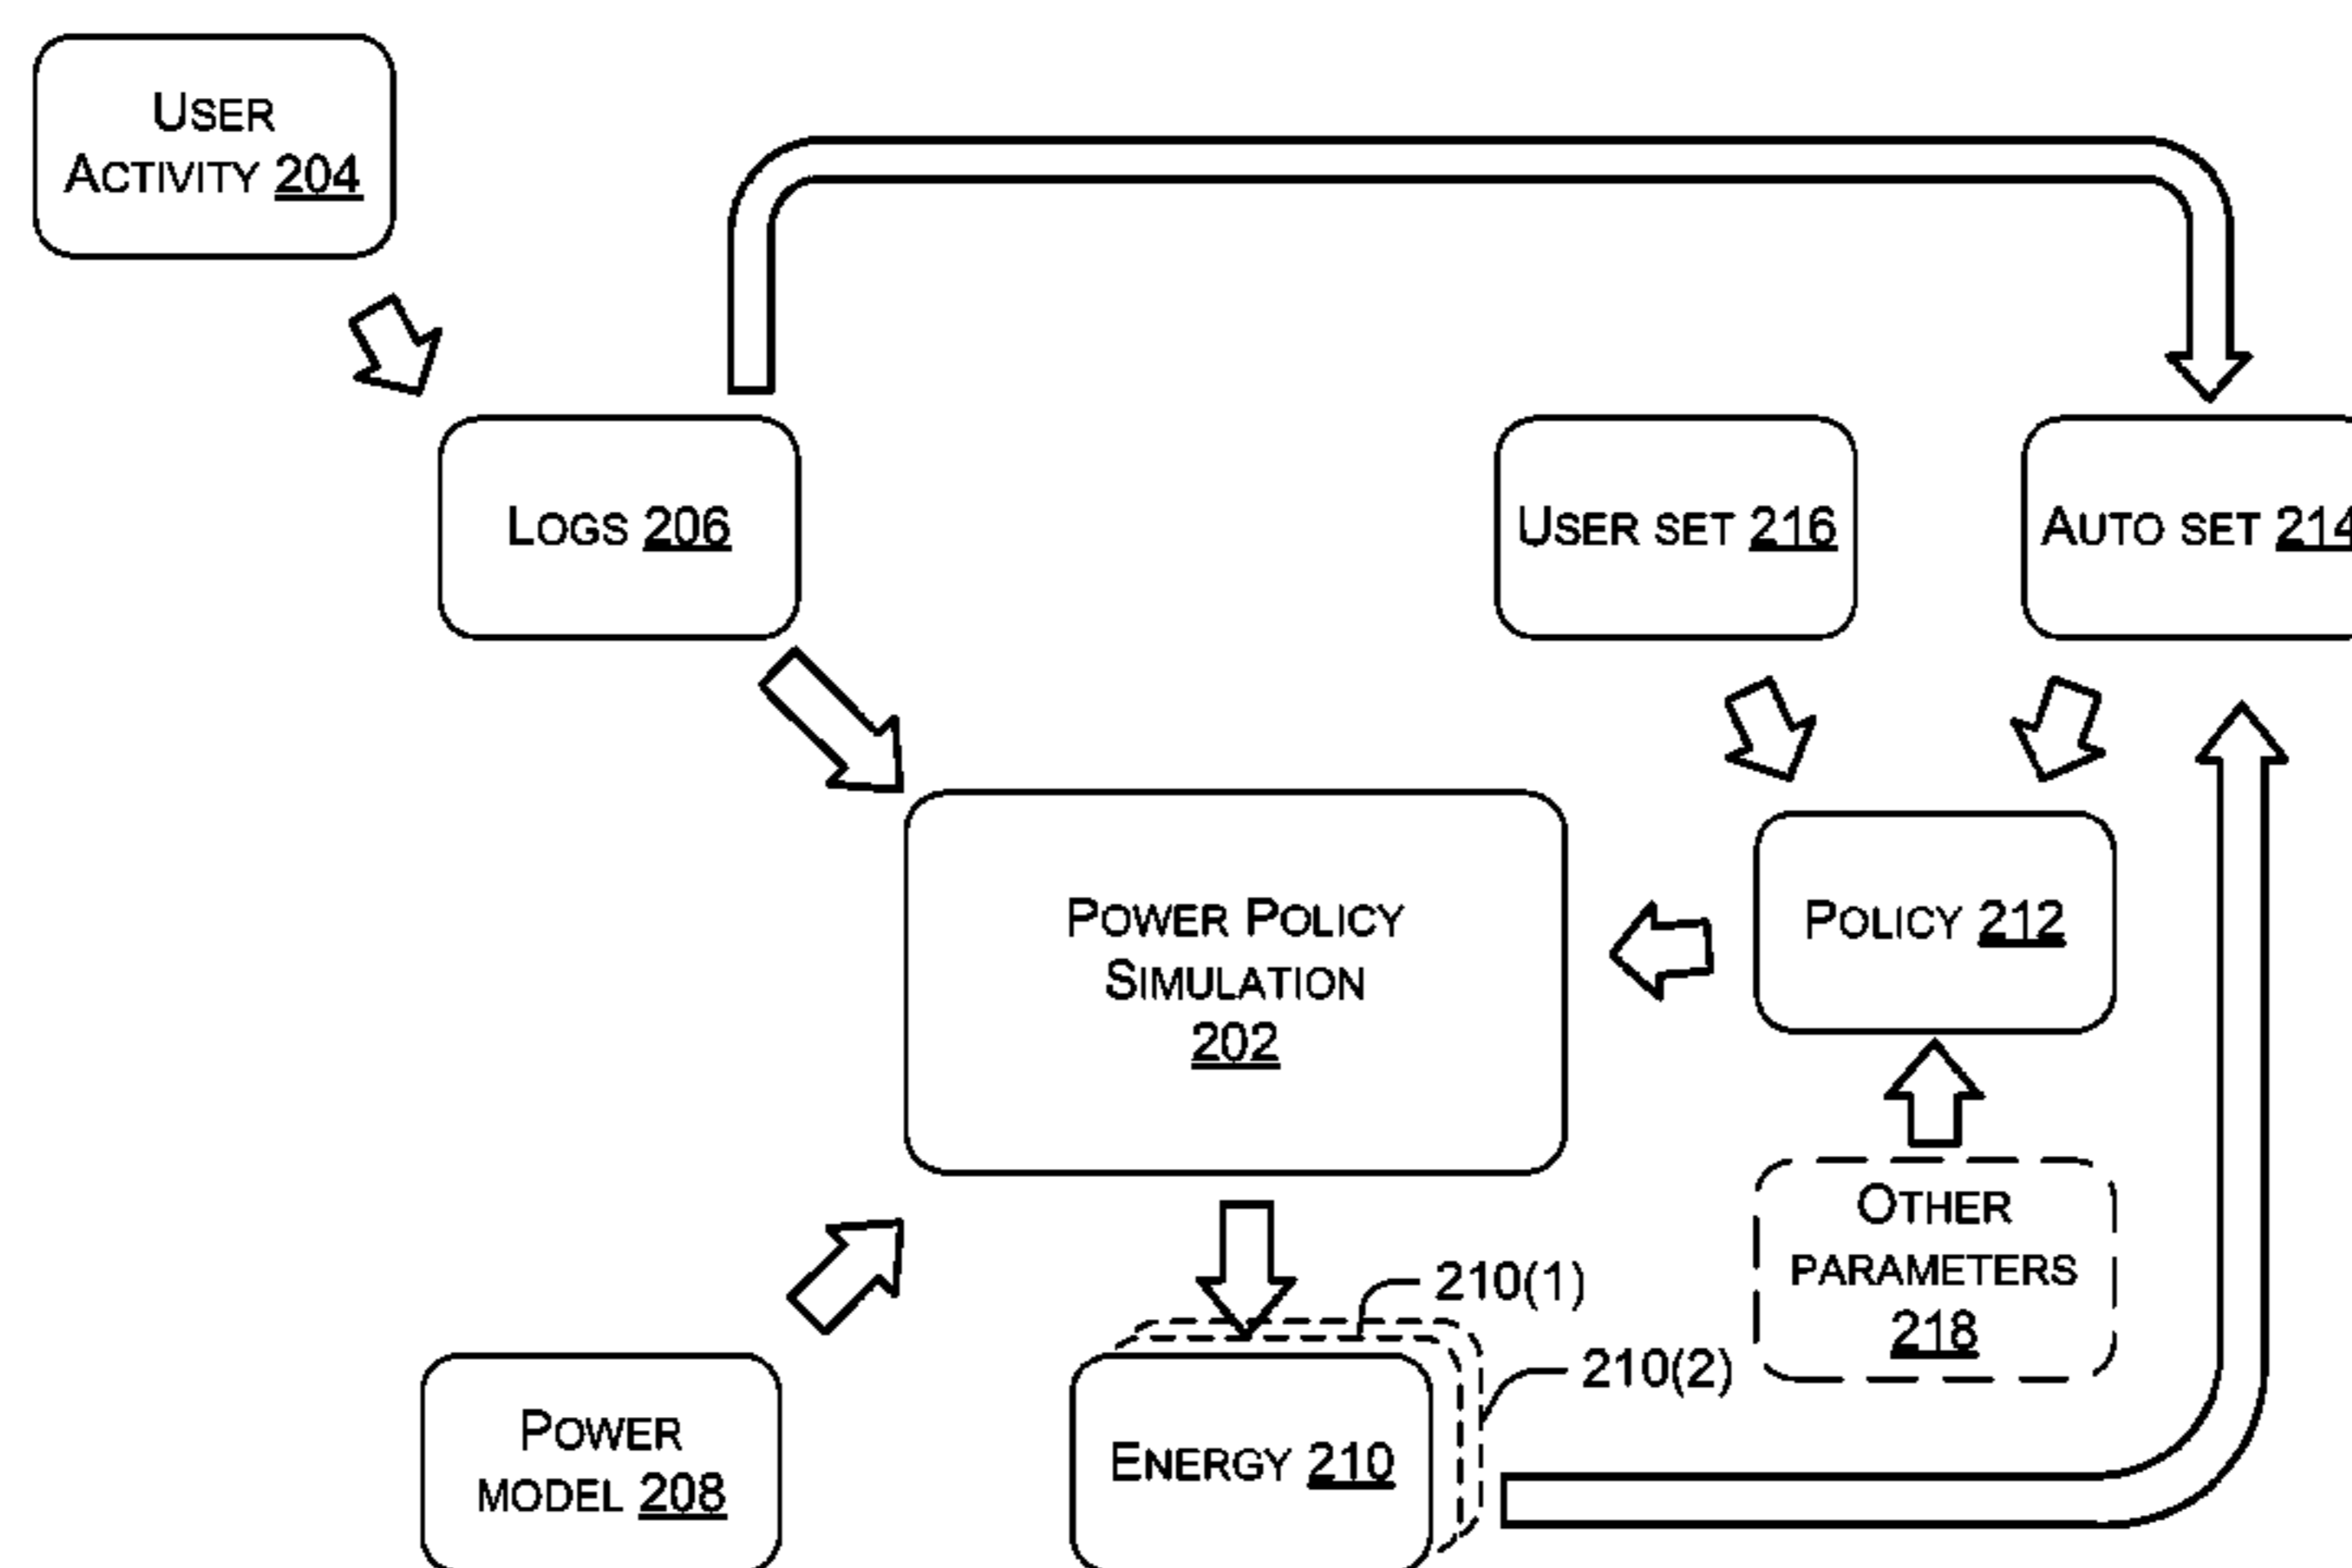 USER
ACTIVITY 204
LOGS 206
USER SET 216
AUTO SET 214
POWER POLICY
SIMULATION
202
POLICY 212
OTHER
PARAMETERS
218
210(1)
210(2)
POWER
MODEL 208
ENERGY 210